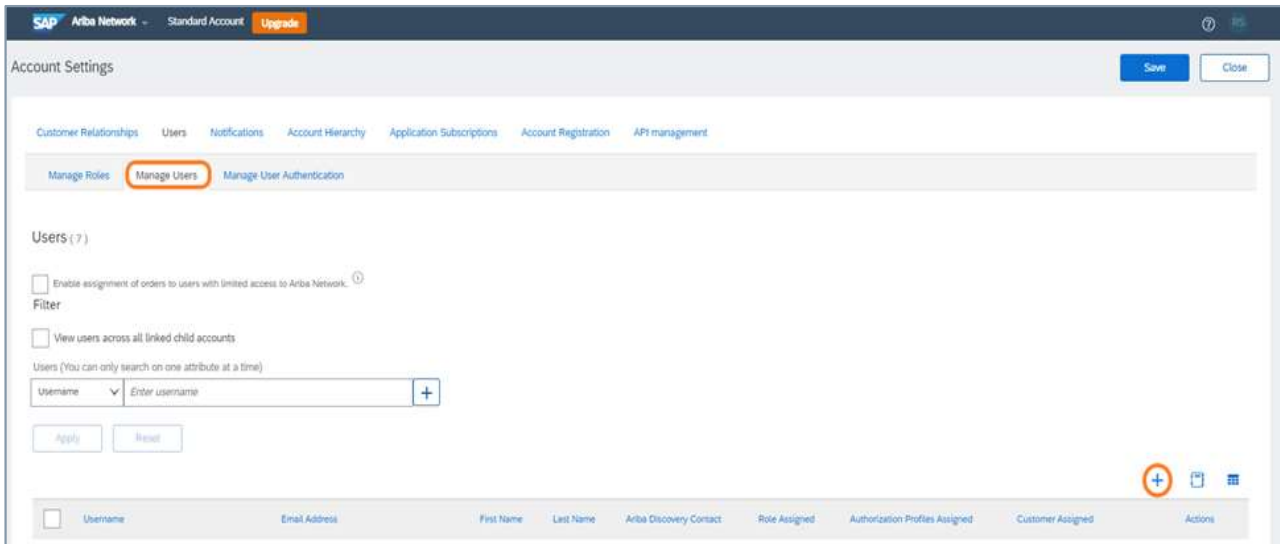 SAP Ariba Network Standard Account Upgrade
Account Settings Save Close
Customer Relationships Users Notifications Account Hierarchy Application Subscriptions Account Registration API management
Manage Roles Manage Users Manage User Authentication
Users (7)
Enable assignment of orders to users with limited access to Ariba Network.
Filter
View users across all linked child accounts
Users (You can only search on one attribute at a time)
Username Enter username
Apply Reset
Username Email Address First Name Last Name Ariba Discovery Contact Role Assigned Authorization Profiles Assigned Customer Assigned Actions